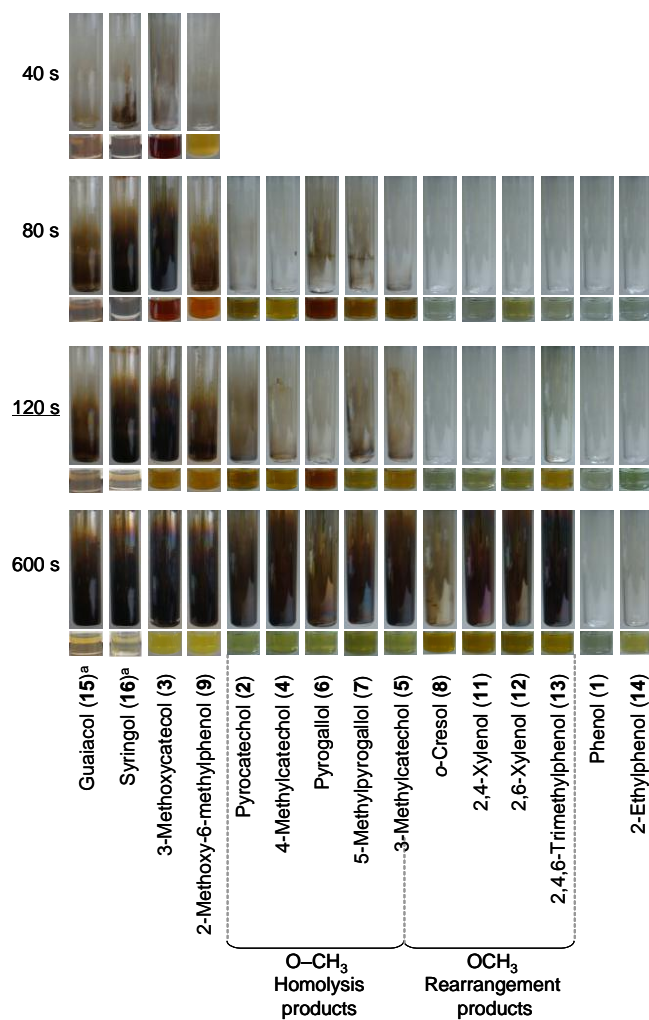 40 s
80 s
120 s
600 s
Guaiacol (15)a
Syringol (16)a
3-Methoxycatecol (3)
2-Methoxy-6-methylphenol (9)
Pyrocatechol (2)
4-Methylcatechol (4)
Pyrogallol (6)
5-Methylpyrogallol (7)
3-Methylcatechol (5)
o-Cresol (8)
2,4-Xylenol (11)
2,6-Xylenol (12)
2,4,6-Trimethylphenol (13)
Phenol (1)
2-Ethylphenol (14)
O–CH3
Homolysis
products
OCH3
Rearrangement
products